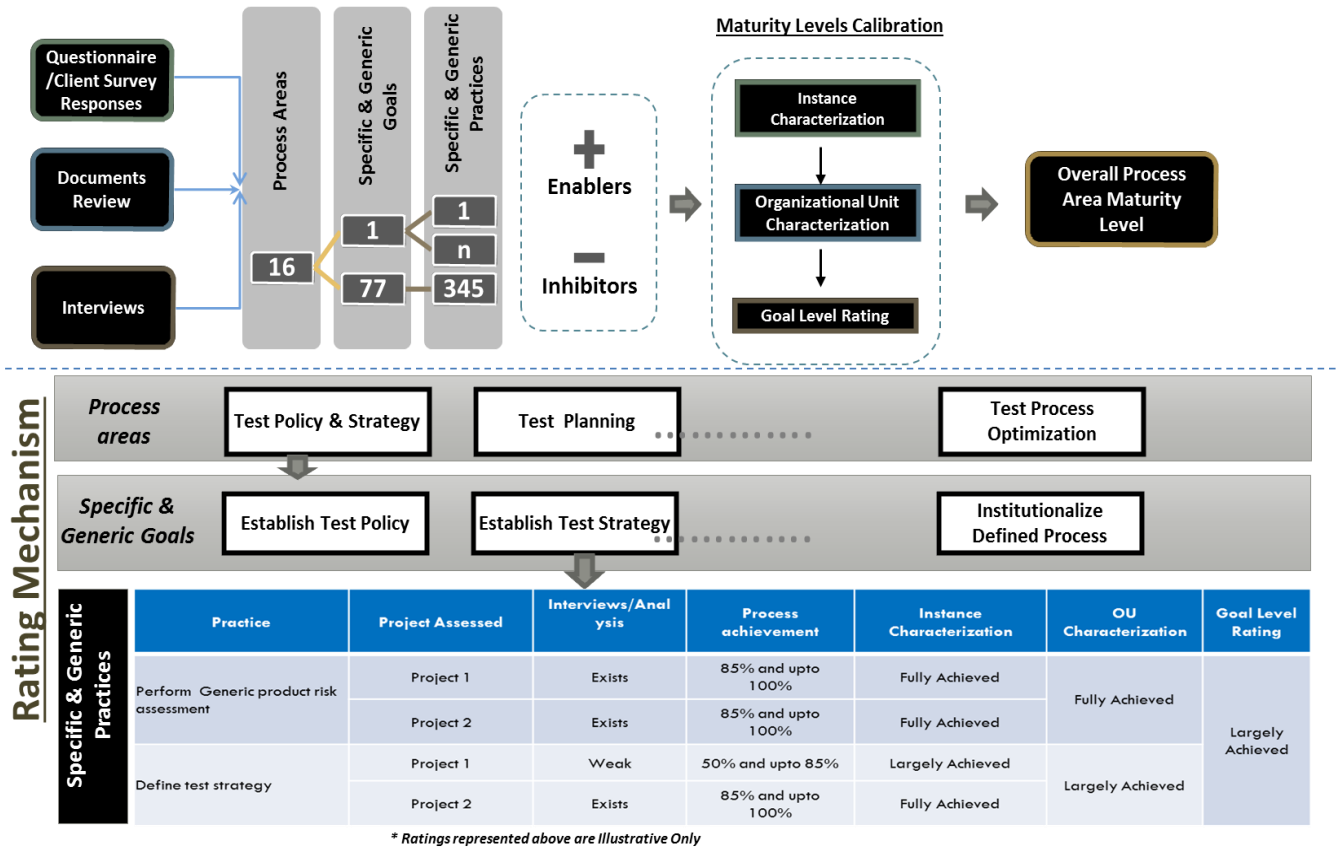 Maturity Levels Calibration
Questionnaire
/Client Survey
Responses
Documents
Review
Interviews
Process Areas
Specific & Generic
Goals
Specific & Generic
Practices
16
1
77
1
n
345
+
Enablers
−
Inhibitors
Instance
Characterization
Organizational Unit
Characterization
Goal Level Rating
Overall Process
Area Maturity
Level
Rating Mechanism
Process
areas
Test Policy & Strategy
Test Planning
Test Process
Optimization
Specific &
Generic Goals
Establish Test Policy
Establish Test Strategy
Institutionalize
Defined Process
Specific & Generic
Practices
Practice
Project Assessed
Interviews/Anal
ysis
Process
achievement
Instance
Characterization
OU
Characterization
Goal Level
Rating
Perform Generic product risk
assessment
Project 1
Exists
85% and upto
100%
Fully Achieved
Fully Achieved
Largely
Achieved
Project 2
Exists
85% and upto
100%
Fully Achieved
Define test strategy
Project 1
Weak
50% and upto 85%
Largely Achieved
Largely Achieved
Project 2
Exists
85% and upto
100%
Fully Achieved
* Ratings represented above are Illustrative Only